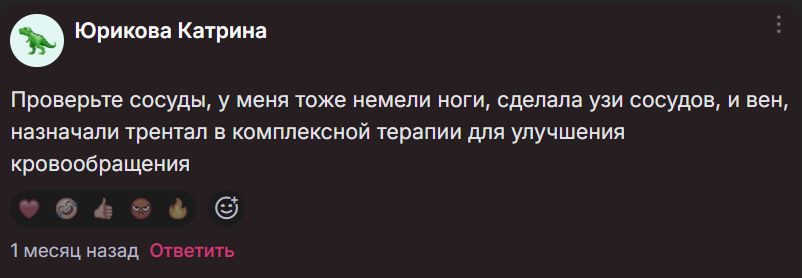 Юрикова Катрина
Проверьте сосуды, у меня тоже немели ноги, сделала узи сосудов, и вен,
назначали трентал в комплексной терапии для улучшения
кровообращения
1 месяц назад Ответить